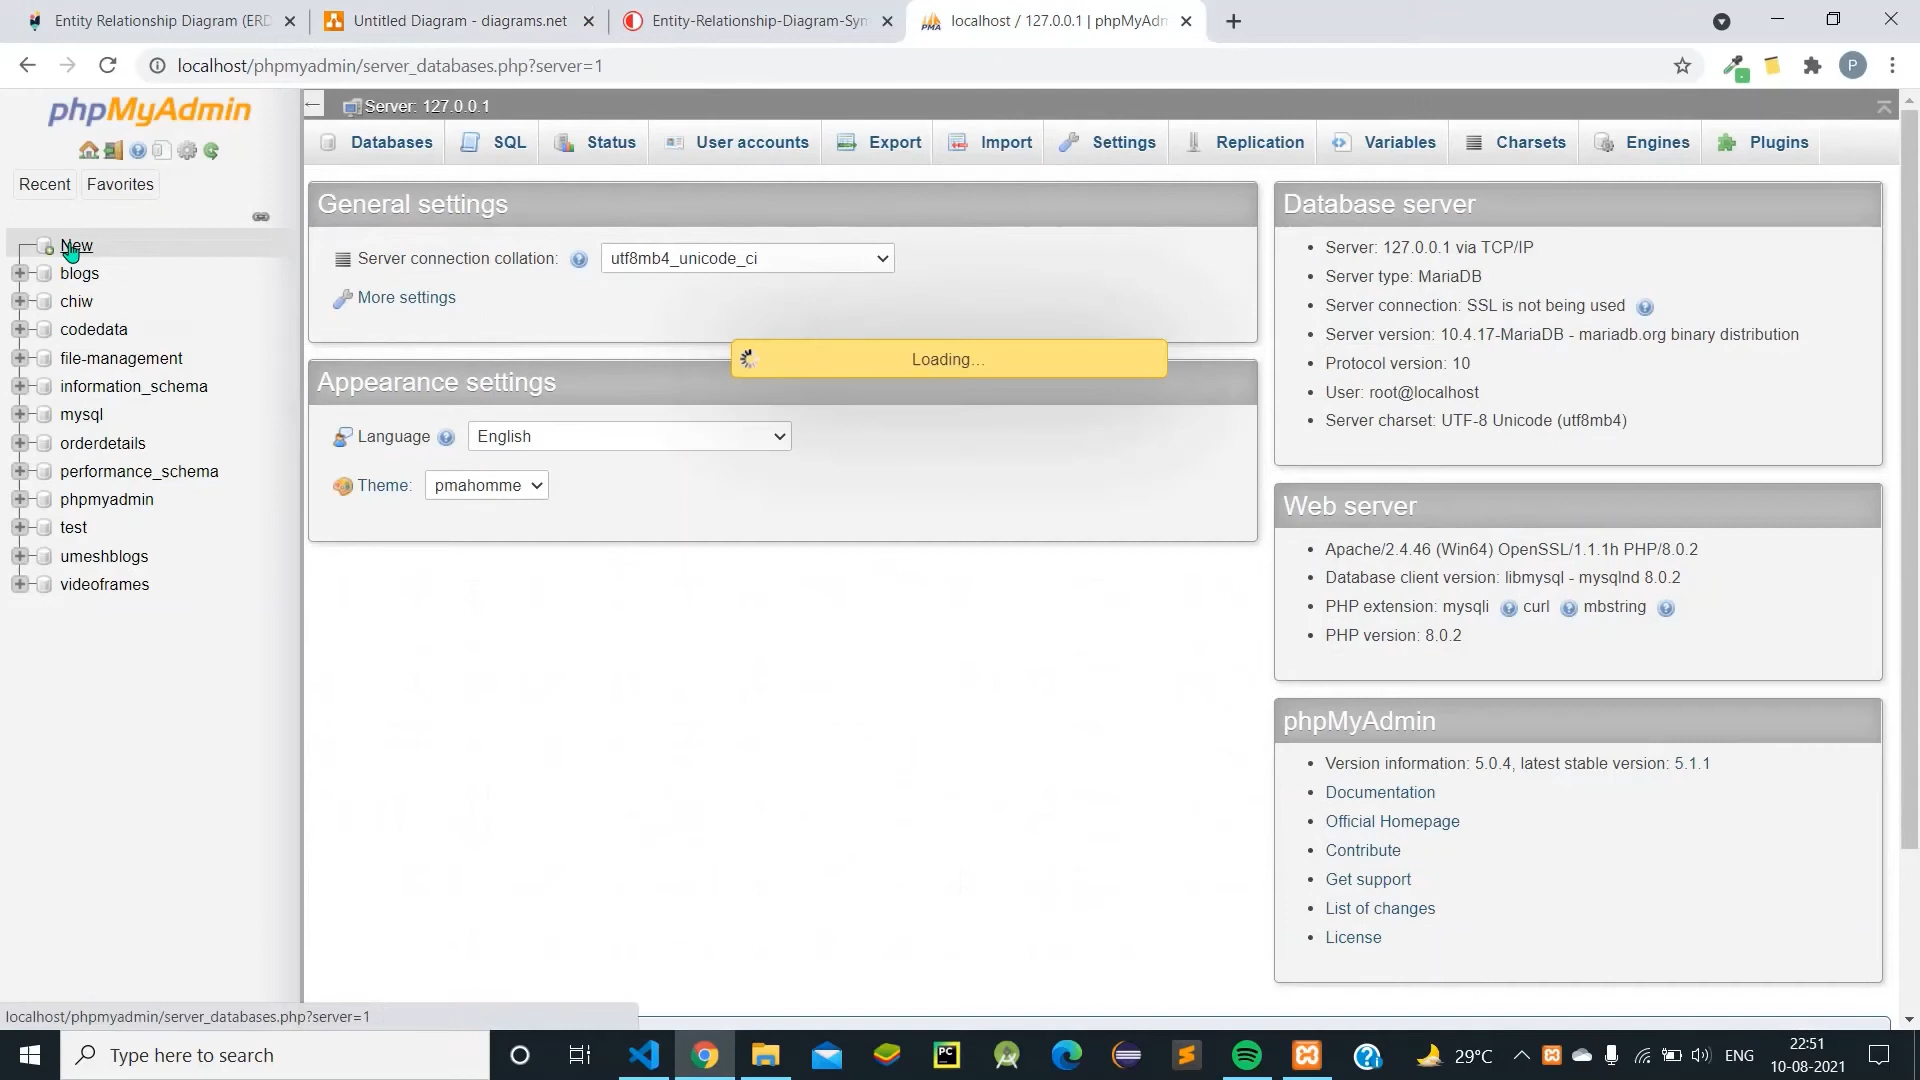 Entity Relationship Diagram (ERD
Untitled Diagram - diagrams.net
Entity-Relationship-Diagram-Sym
localhost / 127.0.0.1 | phpMyAdm
localhost/phpmyadmin/server_databases.php?server=1
P
phpMyAdmin
Recent
Favorites
New
blogs
chiw
codedata
file-management
information_schema
mysql
orderdetails
performance_schema
phpmyadmin
test
umeshblogs
videoframes
Server: 127.0.0.1
Databases
SQL
Status
User accounts
Export
Import
Settings
Replication
Variables
Charsets
Engines
Plugins
General settings
Server connection collation: utf8mb4_unicode_ci
More settings
Loading…
Appearance settings
Language English
Theme: pmahomme
Database server
Server: 127.0.0.1 via TCP/IP
Server type: MariaDB
Server connection: SSL is not being used
Server version: 10.4.17-MariaDB - mariadb.org binary distribution
Protocol version: 10
User: root@localhost
Server charset: UTF-8 Unicode (utf8mb4)
Web server
Apache/2.4.46 (Win64) OpenSSL/1.1.1h PHP/8.0.2
Database client version: libmysql - mysqlnd 8.0.2
PHP extension: mysqli curl mbstring
PHP version: 8.0.2
phpMyAdmin
Version information: 5.0.4, latest stable version: 5.1.1
Documentation
Official Homepage
Contribute
Get support
List of changes
License
localhost/phpmyadmin/server_databases.php?server=1
Type here to search
29°C
ENG
22:51
10-08-2021